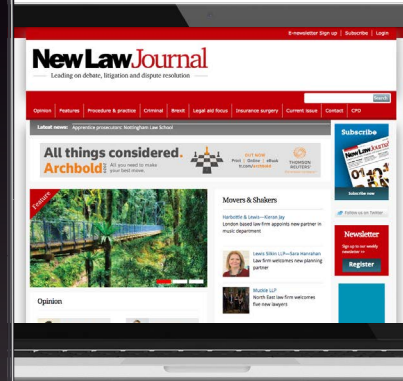 E-newsletter Sign up | Subscribe | Login
NewLawJournal
Leading on debate, litigation and dispute resolution
Search
Opinion Features Procedure & practice Criminal Brexit Legal aid focus Insurance surgery Current issue Contact CPD
Latest news: Apprentice prosecutors: Nottingham Law School
All things considered.
Archbold All you need to make
your best move.
OUT NOW
Print | Online | eBook
THOMSON
REUTERS
Subscribe
New Law Journal
Subscribe now
Follow us on Twitter
Feature
Movers & Shakers
Harbottle & Lewis—Kieran Jay
London based law firm appoints new partner in
music department
Lewis Silkin LLP—Sara Hanrahan
Law firm welcomes new planning
partner
Muckle LLP
North East law firm welcomes
five new lawyers
Newsletter
Sign up to our weekly
newsletter >>
Register
Opinion